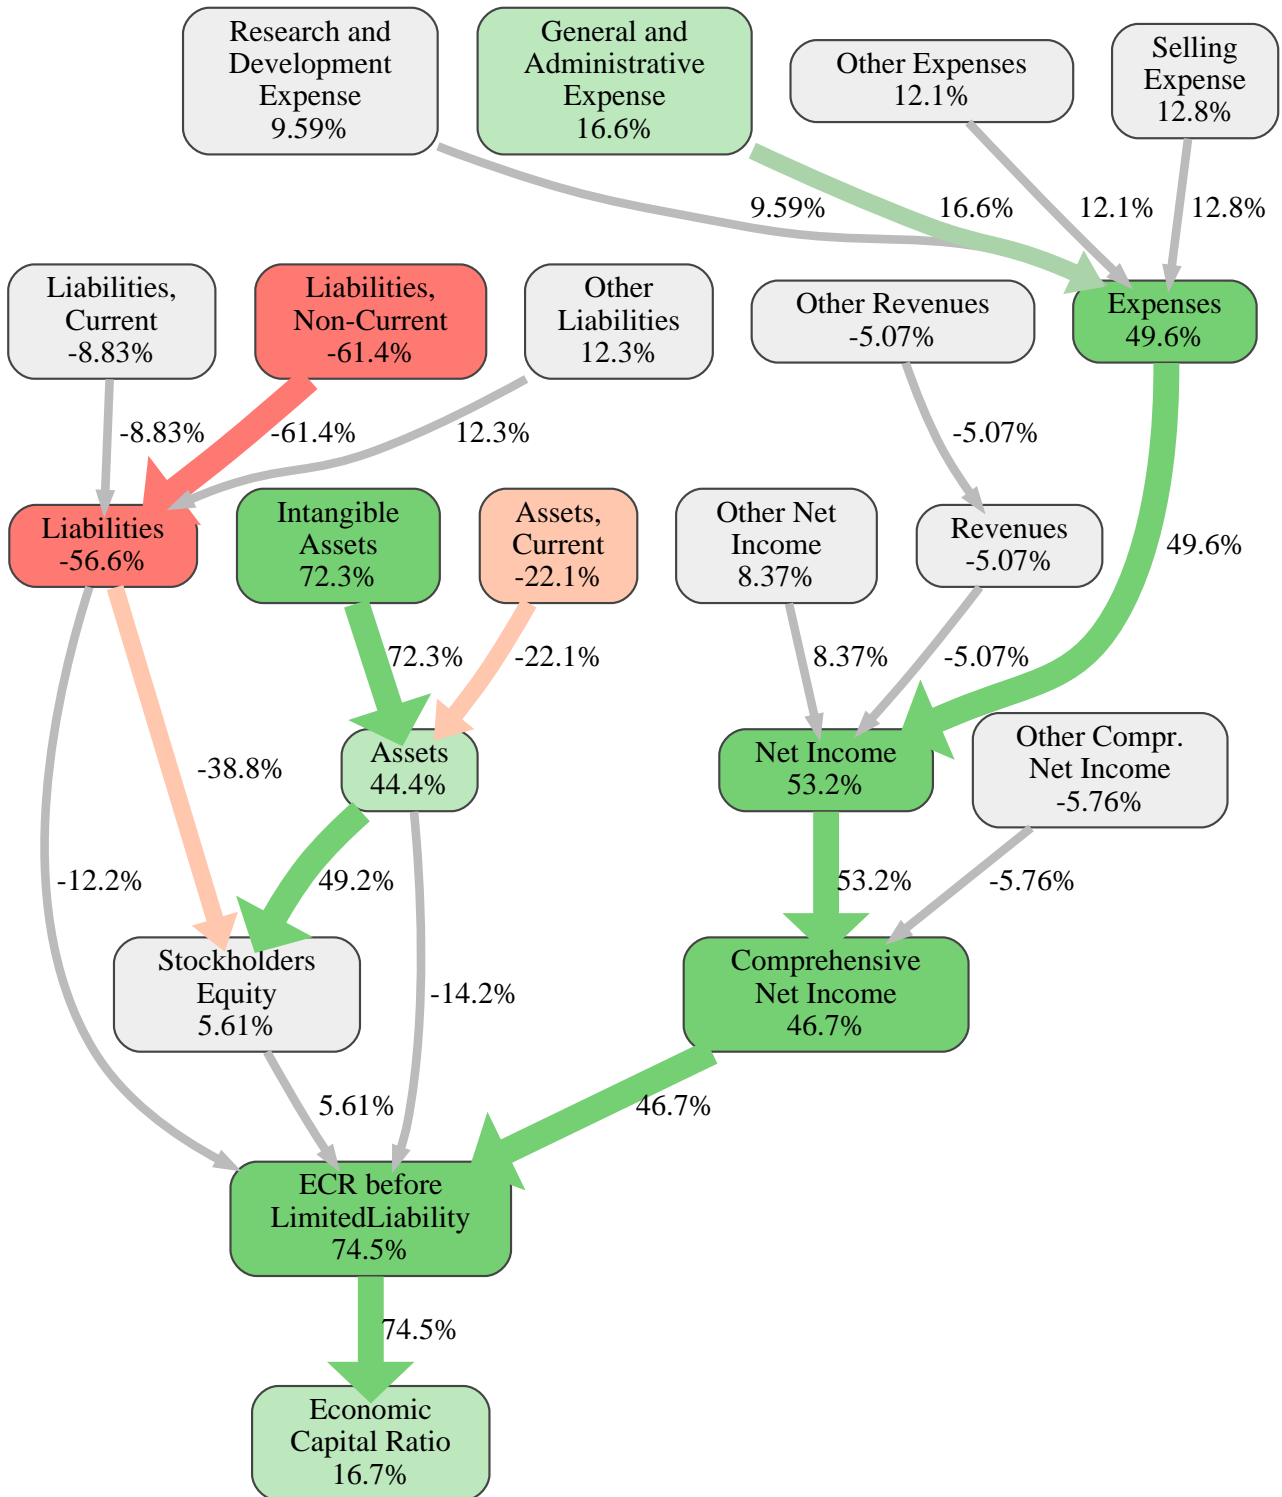 Research and
Development
Expense
9.59%
General and
Administrative
Expense
16.6%
Other Expenses
12.1%
Selling
Expense
12.8%
9.59%
16.6%
12.1%
12.8%
Liabilities,
Current
-8.83%
Liabilities,
Non-Current
-61.4%
Other
Liabilities
12.3%
Other Revenues
-5.07%
Expenses
49.6%
-8.83%
-61.4%
12.3%
-5.07%
Liabilities
-56.6%
Intangible
Assets
72.3%
Assets,
Current
-22.1%
Other Net
Income
8.37%
Revenues
-5.07%
49.6%
72.3%
-22.1%
8.37%
-5.07%
-38.8%
Assets
44.4%
Net Income
53.2%
Other Compr.
Net Income
-5.76%
-12.2%
49.2%
53.2%
-5.76%
Stockholders
Equity
5.61%
-14.2%
Comprehensive
Net Income
46.7%
5.61%
46.7%
ECR before
LimitedLiability
74.5%
74.5%
Economic
Capital Ratio
16.7%